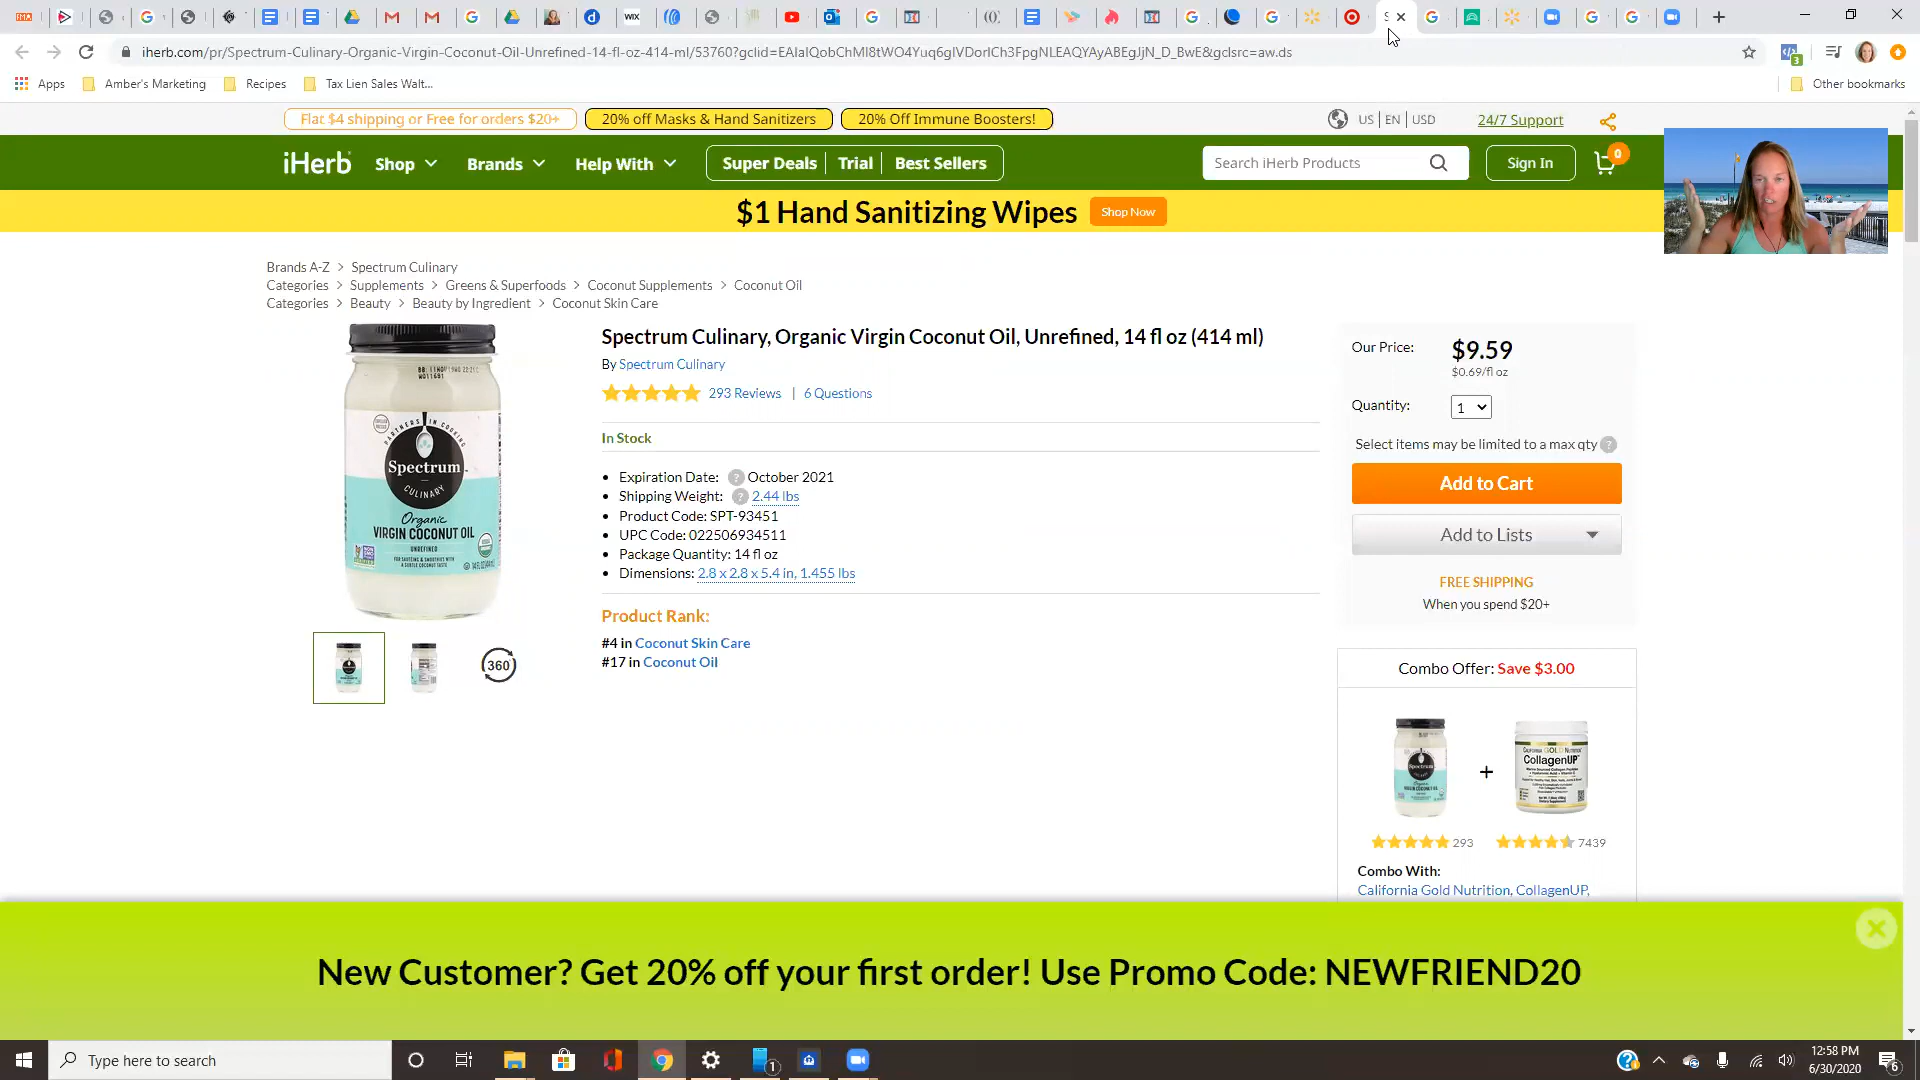 S
iherb.com/pr/Spectrum-Culinary-Organic-Virgin-Coconut-Oil-Unrefined-14-fl-oz-414-ml/53760?gclid=EAIaIQobChMI8tWO4Yuq6gIVDorICh3FpgNLEAQYAyABEgJjN_D_BwE&gclsrc=aw.ds
Apps Amber's Marketing Recipes Tax Lien Sales Walt... Other bookmarks
Flat $4 shipping or Free for orders $20+ 20% off Masks & Hand Sanitizers 20% Off Immune Boosters! US EN USD 24/7 Support
iHerb Shop Brands Help With Super Deals Trial Best Sellers Search iHerb Products Sign In 0
$1 Hand Sanitizing Wipes Shop Now
Brands A-Z > Spectrum Culinary
Categories > Supplements > Greens & Superfoods > Coconut Supplements > Coconut Oil
Categories > Beauty > Beauty by Ingredient > Coconut Skin Care
PARTNERS IN COOKING
Spectrum
CULINARY
Organic
VIRGIN COCONUT OIL
UNREFINED
360
Spectrum Culinary, Organic Virgin Coconut Oil, Unrefined, 14 fl oz (414 ml)
By Spectrum Culinary
293 Reviews | 6 Questions
In Stock
• Expiration Date: ? October 2021
• Shipping Weight: ? 2.44 lbs
• Product Code: SPT-93451
• UPC Code: 022506934511
• Package Quantity: 14 fl oz
• Dimensions: 2.8 x 2.8 x 5.4 in, 1.455 lbs
Product Rank:
#4 in Coconut Skin Care
#17 in Coconut Oil
Our Price: $9.59
$0.69/fl oz
Quantity: 1
Select items may be limited to a max qty ?
Add to Cart
Add to Lists
FREE SHIPPING
When you spend $20+
Combo Offer: Save $3.00
Spectrum
+
CALIFORNIA GOLD NUTRITION
CollagenUP
293 7439
Combo With:
California Gold Nutrition, CollagenUP,
New Customer? Get 20% off your first order! Use Promo Code: NEWFRIEND20
Type here to search
12:58 PM
6/30/2020